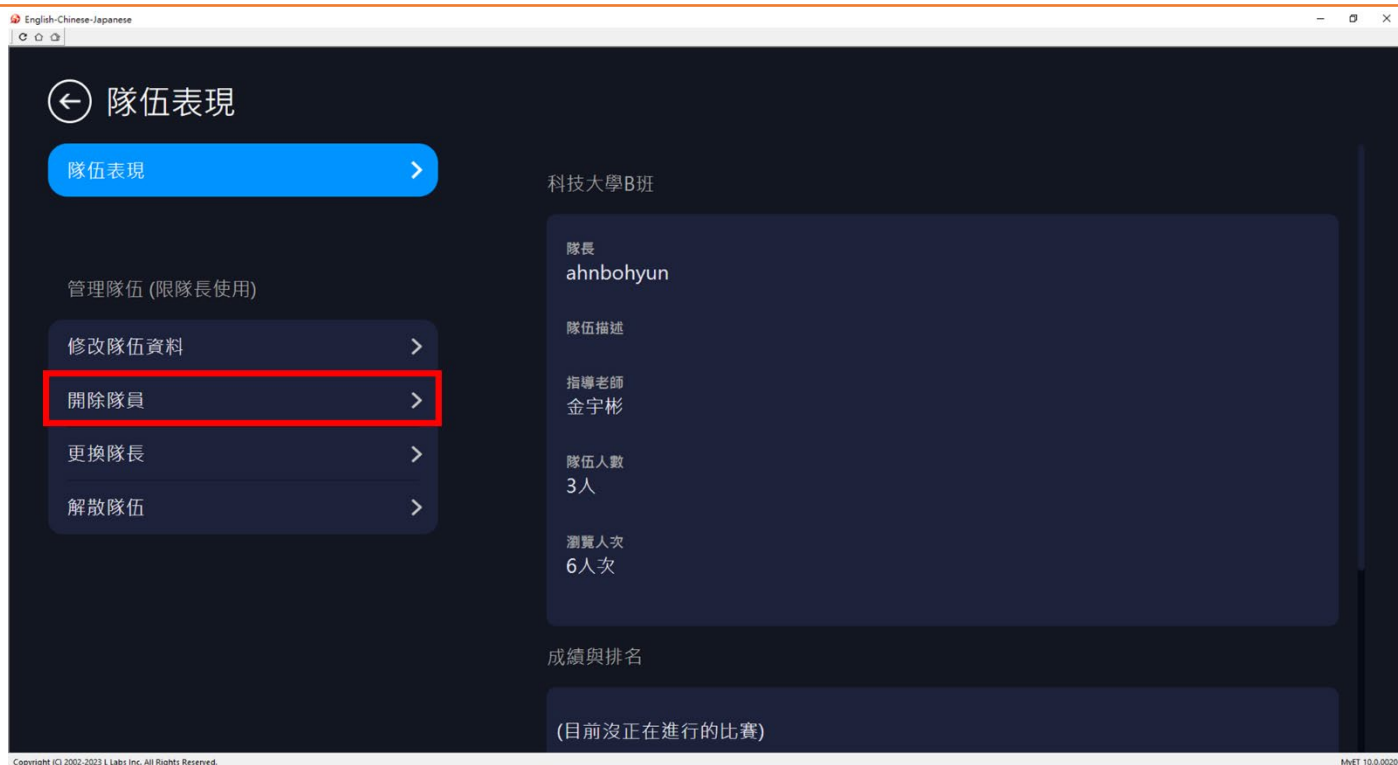 English-Chinese-Japanese
隊伍表現
隊伍表現
管理隊伍 (限隊長使用)
修改隊伍資料
開除隊員
更換隊長
解散隊伍
科技大學B班
隊長
ahnbohyun
隊伍描述
指導老師
金宇彬
隊伍人數
3人
瀏覽人次
6人次
成績與排名
(目前沒正在進行的比賽)
Copyright (C) 2002-2023 L Labs Inc. All Rights Reserved.
MyET 10.0.0020